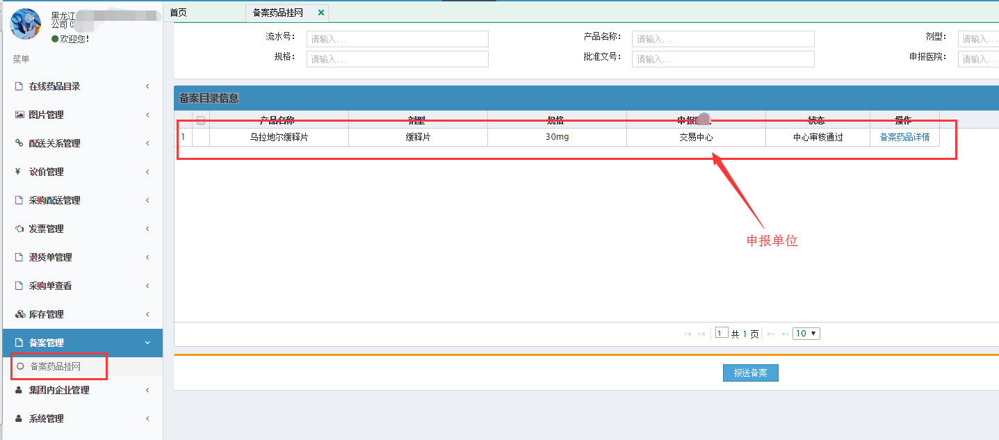 黑龙江
公司
欢迎您!
菜单
在线药品目录
图片管理
配送关系管理
议价管理
采购配送管理
发票管理
退货单管理
采购单查看
库存管理
备案管理
备案药品挂网
集团内企业管理
系统管理
首页 备案药品挂网
流水号: 请输入... 产品名称: 请输入... 剂型: 请输入...
规格: 请输入... 批准文号: 请输入... 申报医院: 请输入...
备案目录信息
产品名称 剂型 规格 申报 状态 操作
1 乌拉地尔缓释片 缓释片 30mg 交易中心 中心审核通过 备案药品详情
申报单位
1 共 1 页 10
报送备案